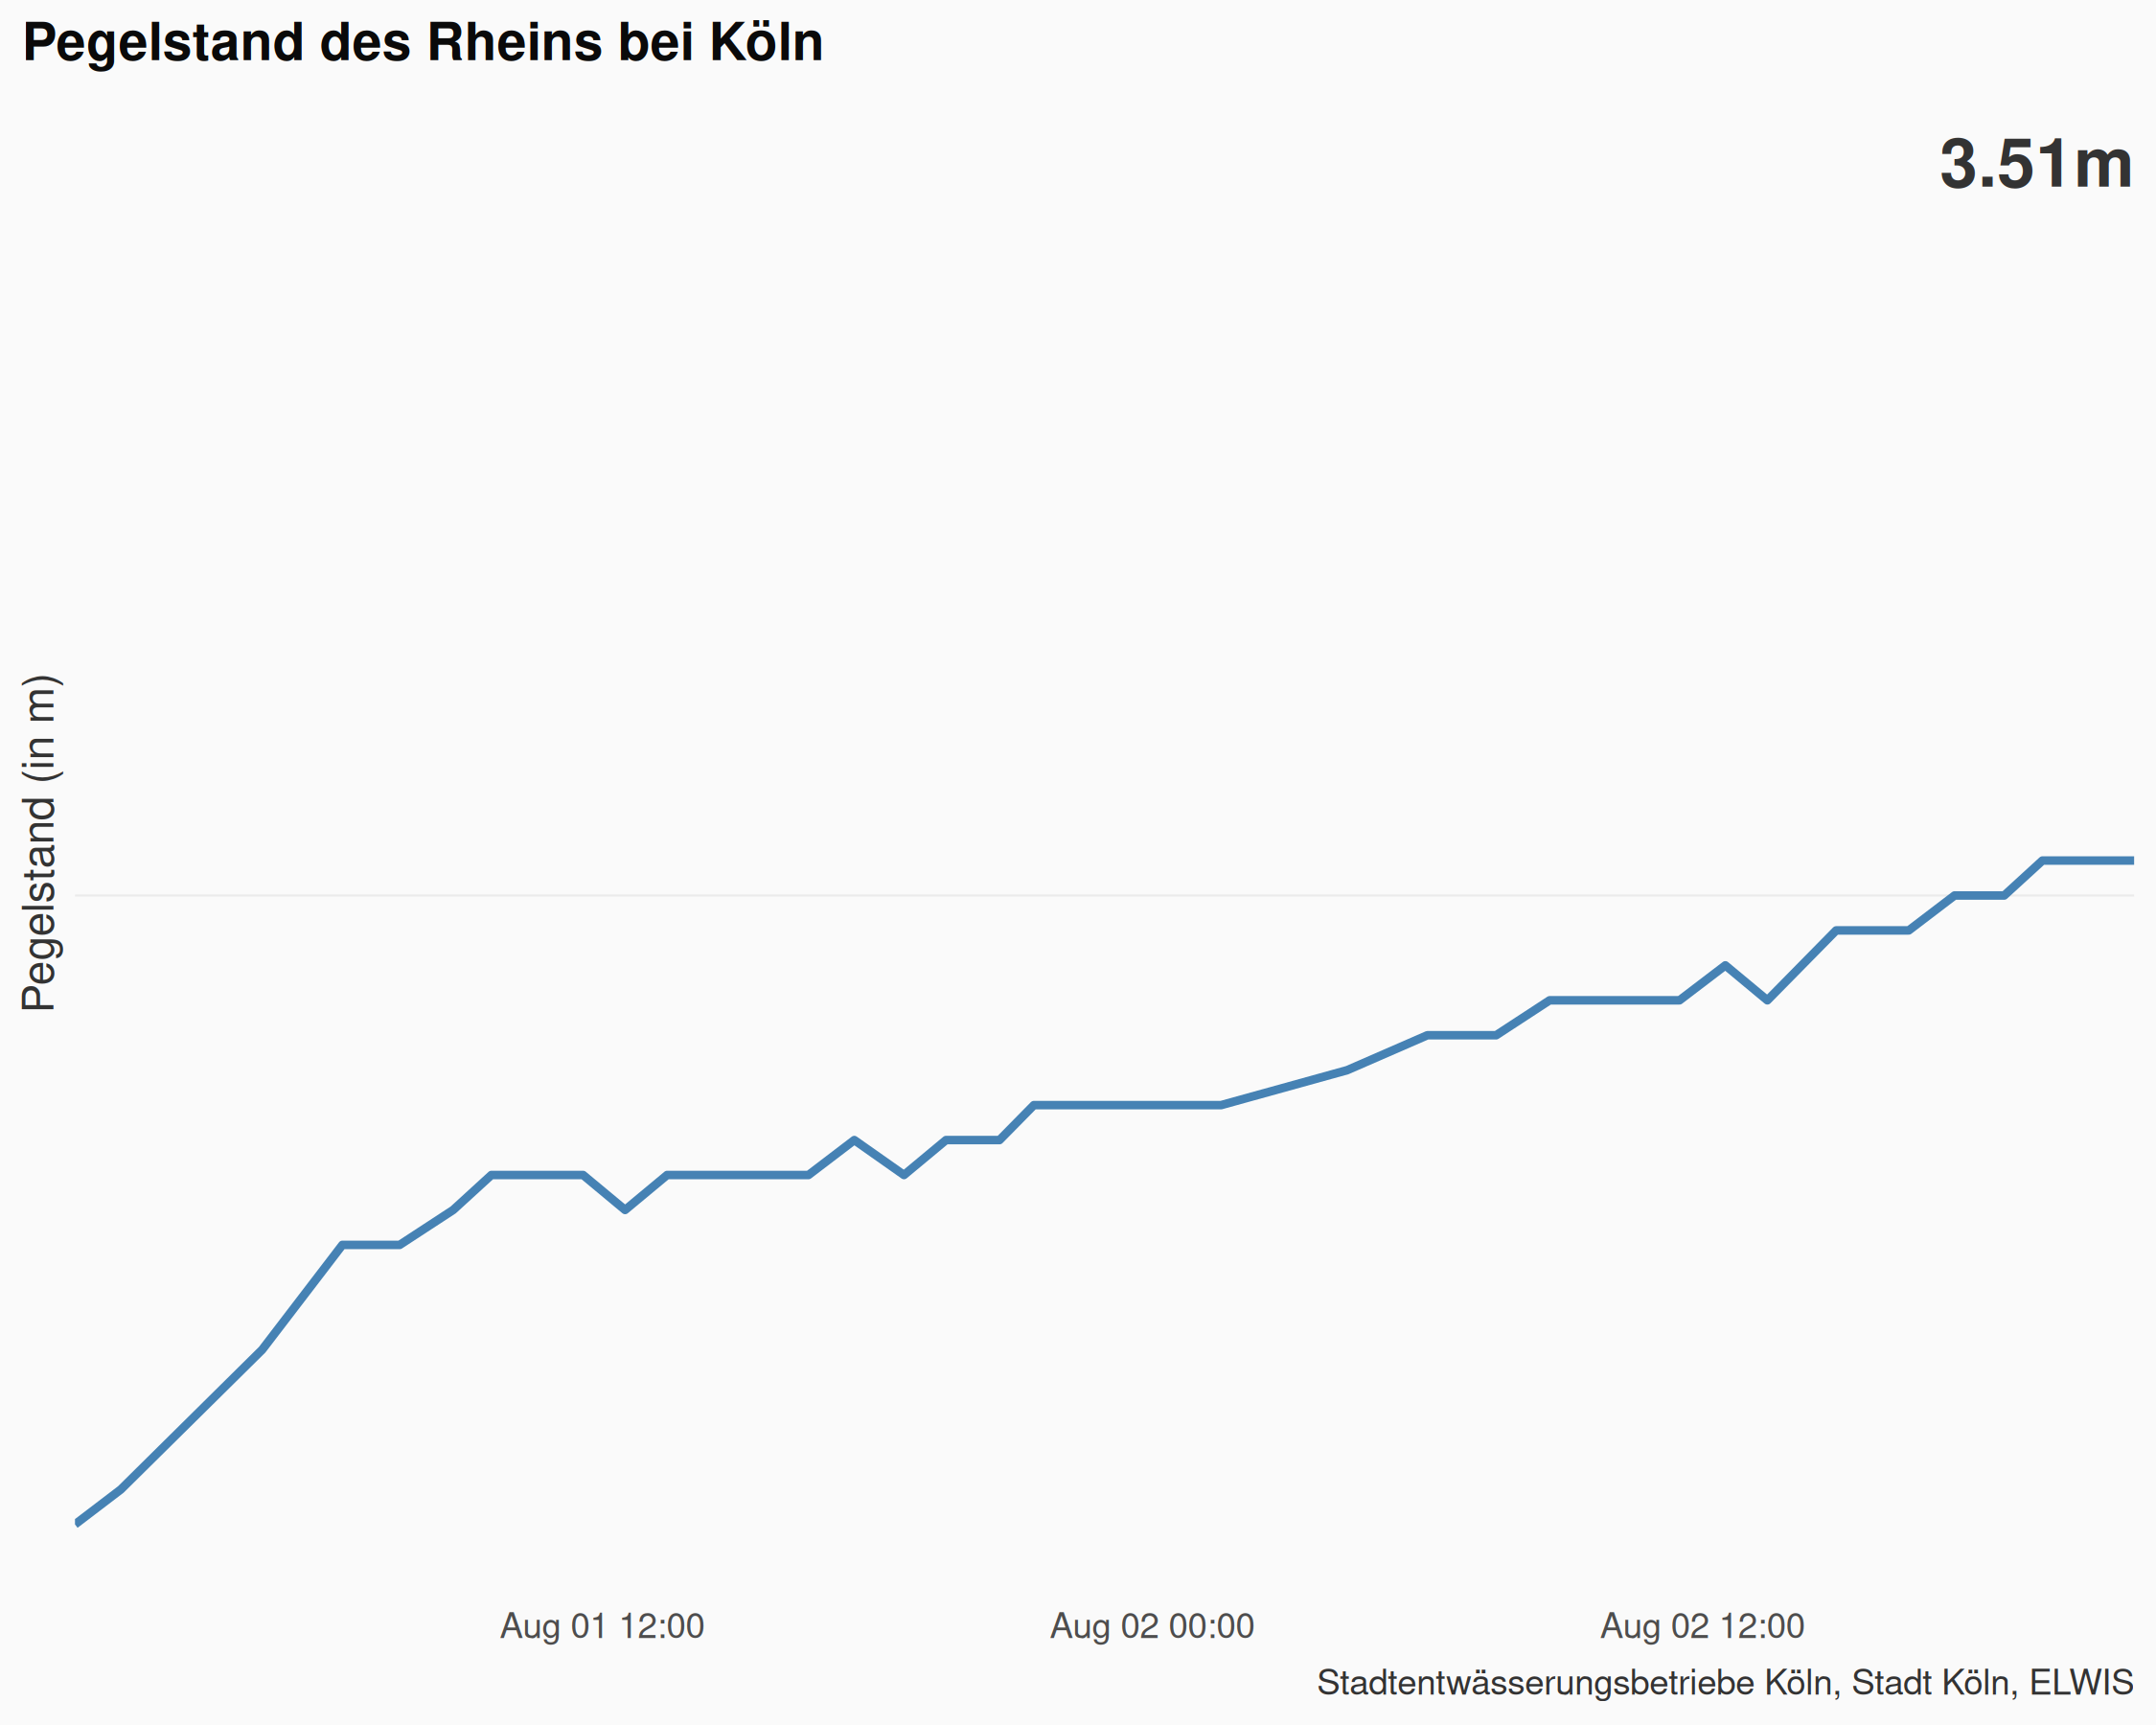 Pegelstand des Rheins bei Köln
3.51m
Pegelstand (in m)
Aug 01 12:00
Aug 02 00:00
Aug 02 12:00
Stadtentwässerungsbetriebe Köln, Stadt Köln, ELWIS